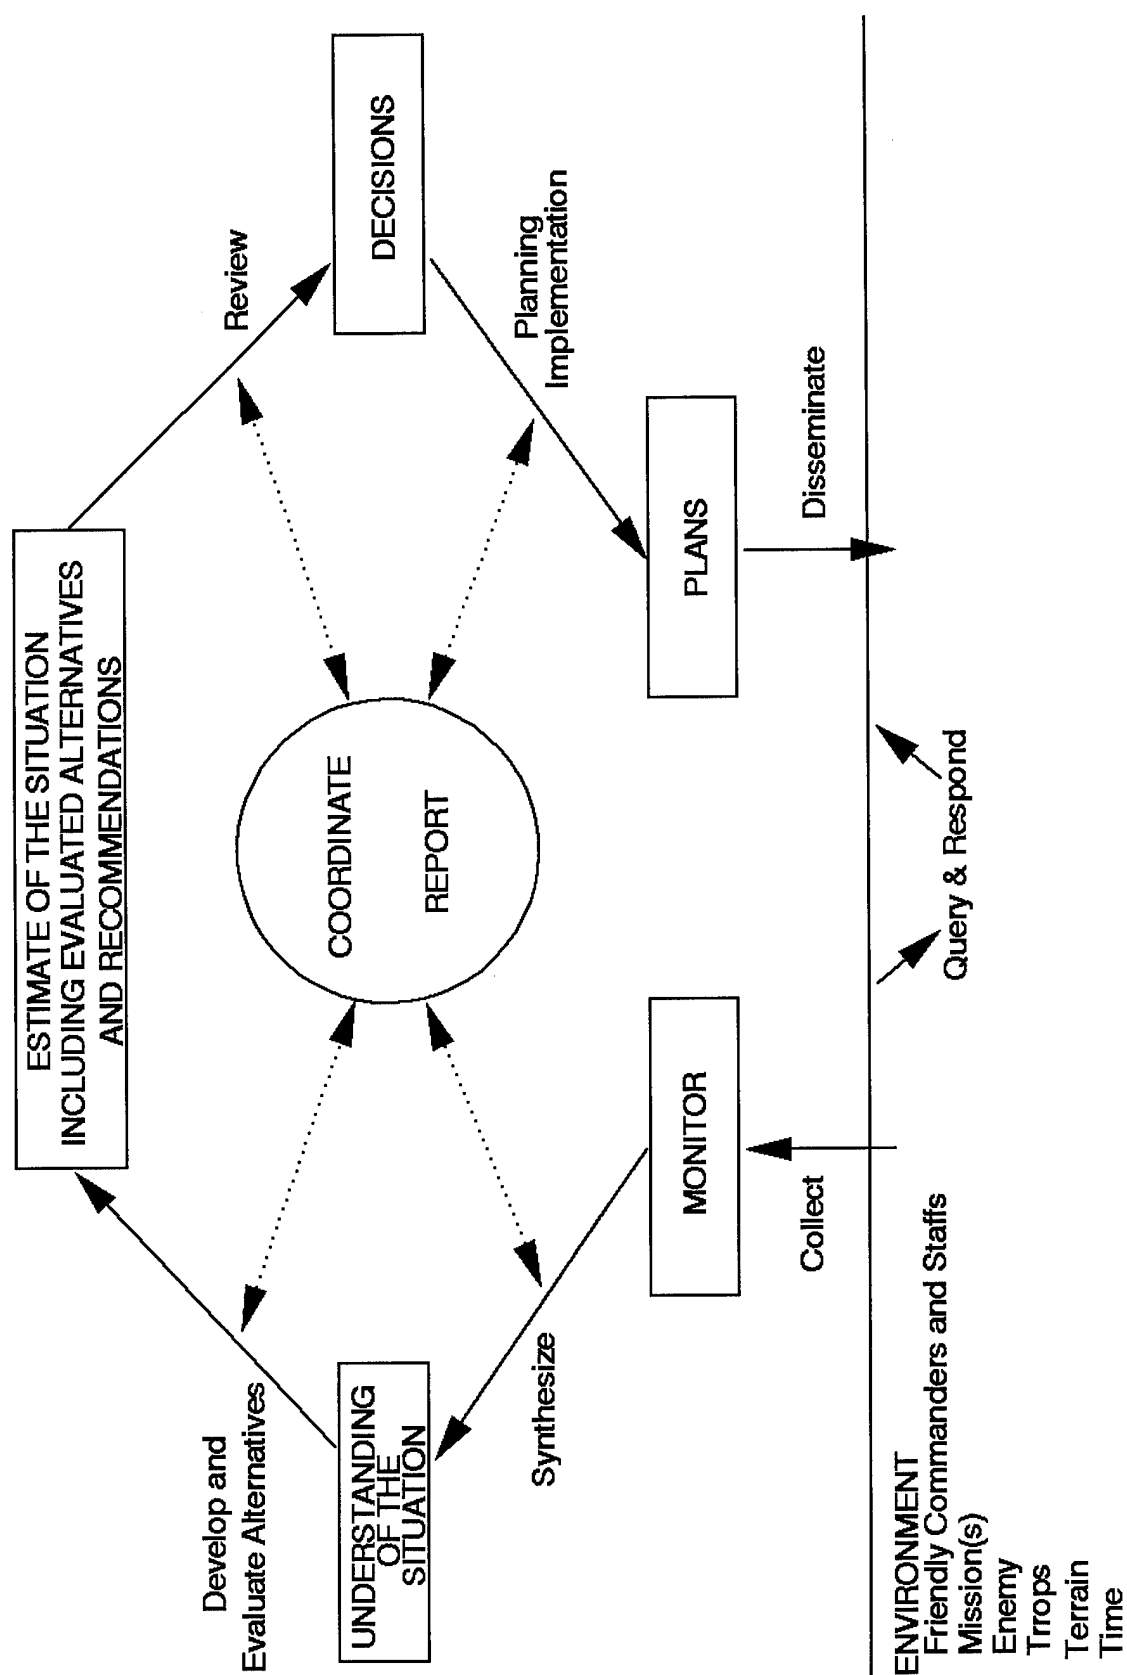 ESTIMATE OF THE SITUATION
INCLUDING EVALUATED ALTERNATIVES
AND RECOMMENDATIONS
Develop and
Evaluate Alternatives
Review
UNDERSTANDING
OF THE
SITUATION
COORDINATE
REPORT
DECISIONS
Synthesize
Planning
Implementation
MONITOR
PLANS
Collect
Disseminate
ENVIRONMENT
Friendly Commanders and Staffs
Mission(s)
Enemy
Trrops
Terrain
Time
Query & Respond